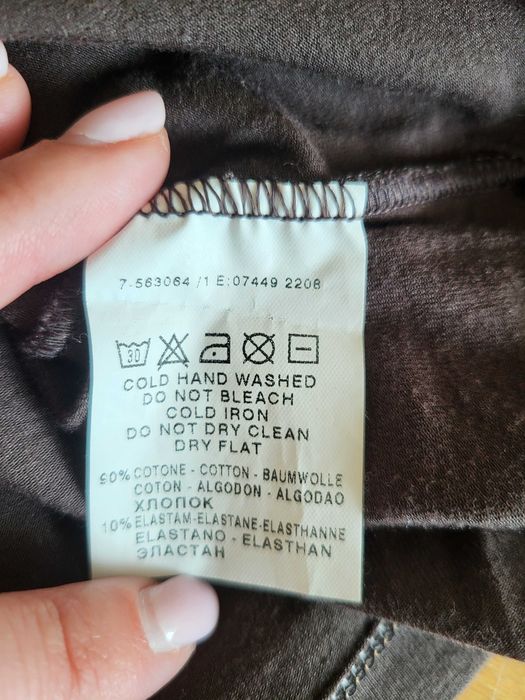 7-563064 /1 E:07449 2208
30
COLD HAND WASHED
DO NOT BLEACH
COLD IRON
DO NOT DRY CLEAN
DRY FLAT
90% COTONE - COTTON - BAUMWOLLE
COTON - ALGODON - ALGODAO
ХЛОПОК
10% ELASTAM-ELASTANE-ELASTHANNE
ELASTANO - ELASTHAN
ЭЛАСТАН